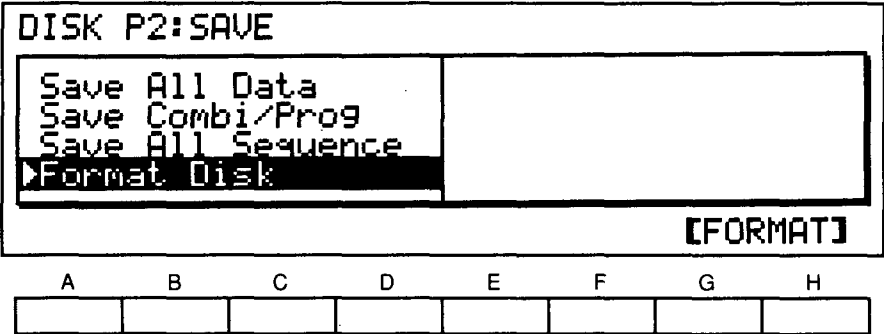 DISK P2:SAVE
Save All Data
Save Combi/Prog
Save All Sequence
▶Format Disk
[FORMAT]
A B C D E F G H